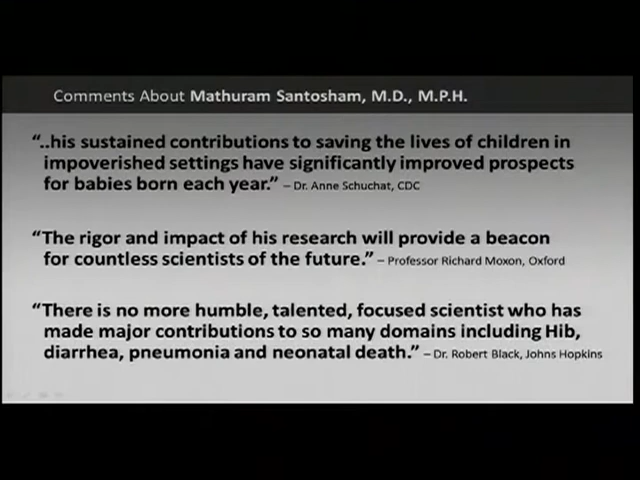 Comments About Mathuram Santosham, M.D., M.P.H.
“..his sustained contributions to saving the lives of children in
impoverished settings have significantly improved prospects
for babies born each year.” – Dr. Anne Schuchat, CDC
“The rigor and impact of his research will provide a beacon
for countless scientists of the future.” – Professor Richard Moxon, Oxford
“There is no more humble, talented, focused scientist who has
made major contributions to so many domains including Hib,
diarrhea, pneumonia and neonatal death.” – Dr. Robert Black, Johns Hopkins